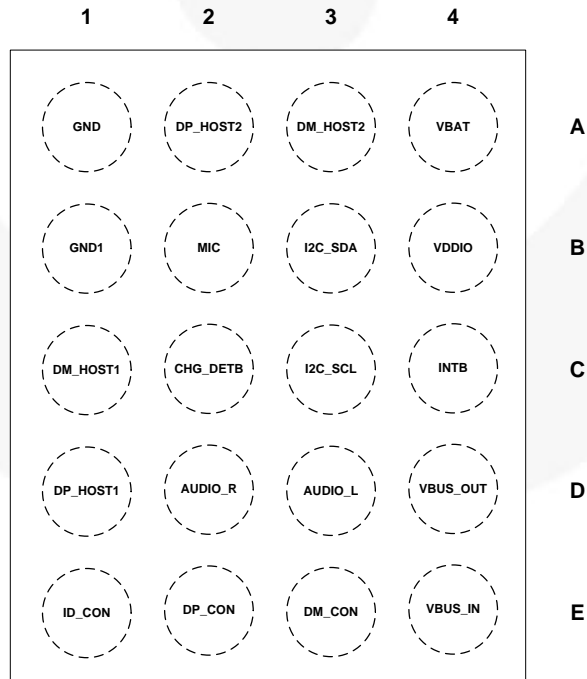 1 2 3 4
GND DP_HOST2 DM_HOST2 VBAT A
GND1 MIC I2C_SDA VDDIO B
DM_HOST1 CHG_DETB I2C_SCL INTB C
DP_HOST1 AUDIO_R AUDIO_L VBUS_OUT D
ID_CON DP_CON DM_CON VBUS_IN E